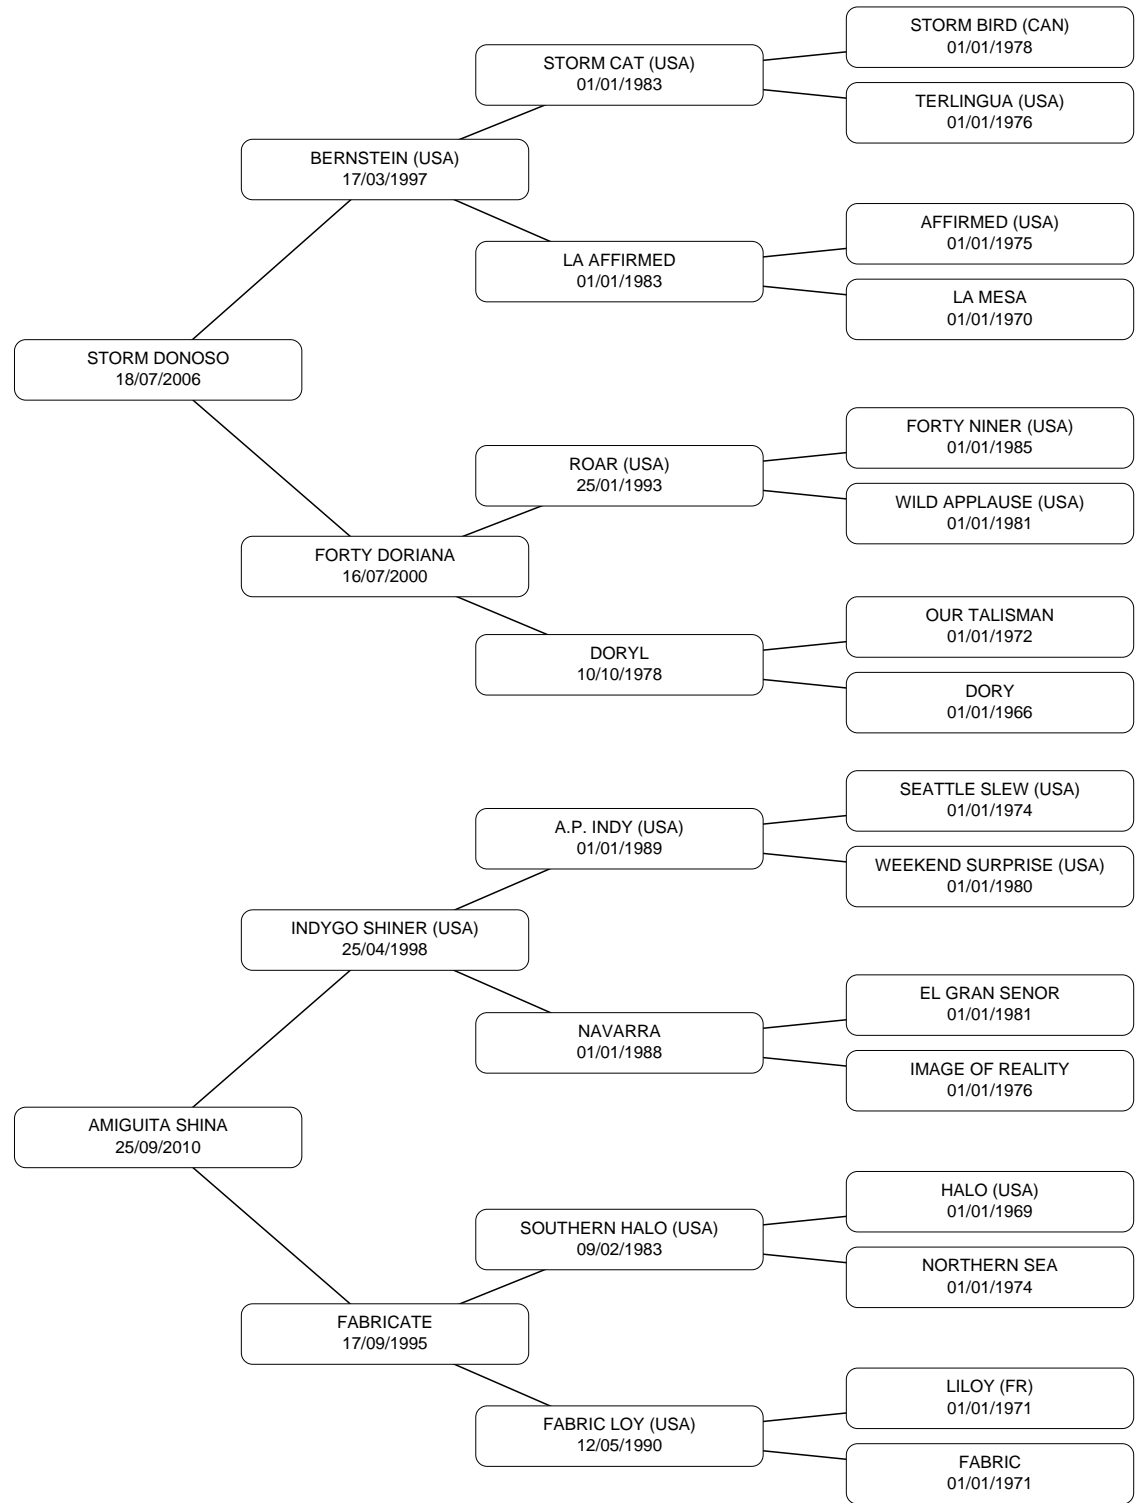 STORM BIRD (CAN)
01/01/1978
STORM CAT (USA)
01/01/1983
TERLINGUA (USA)
01/01/1976
BERNSTEIN (USA)
17/03/1997
AFFIRMED (USA)
01/01/1975
LA AFFIRMED
01/01/1983
LA MESA
01/01/1970
STORM DONOSO
18/07/2006
FORTY NINER (USA)
01/01/1985
ROAR (USA)
25/01/1993
WILD APPLAUSE (USA)
01/01/1981
FORTY DORIANA
16/07/2000
OUR TALISMAN
01/01/1972
DORYL
10/10/1978
DORY
01/01/1966
SEATTLE SLEW (USA)
01/01/1974
A.P. INDY (USA)
01/01/1989
WEEKEND SURPRISE (USA)
01/01/1980
INDYGO SHINER (USA)
25/04/1998
EL GRAN SENOR
01/01/1981
NAVARRA
01/01/1988
IMAGE OF REALITY
01/01/1976
AMIGUITA SHINA
25/09/2010
HALO (USA)
01/01/1969
SOUTHERN HALO (USA)
09/02/1983
NORTHERN SEA
01/01/1974
FABRICATE
17/09/1995
LILOY (FR)
01/01/1971
FABRIC LOY (USA)
12/05/1990
FABRIC
01/01/1971